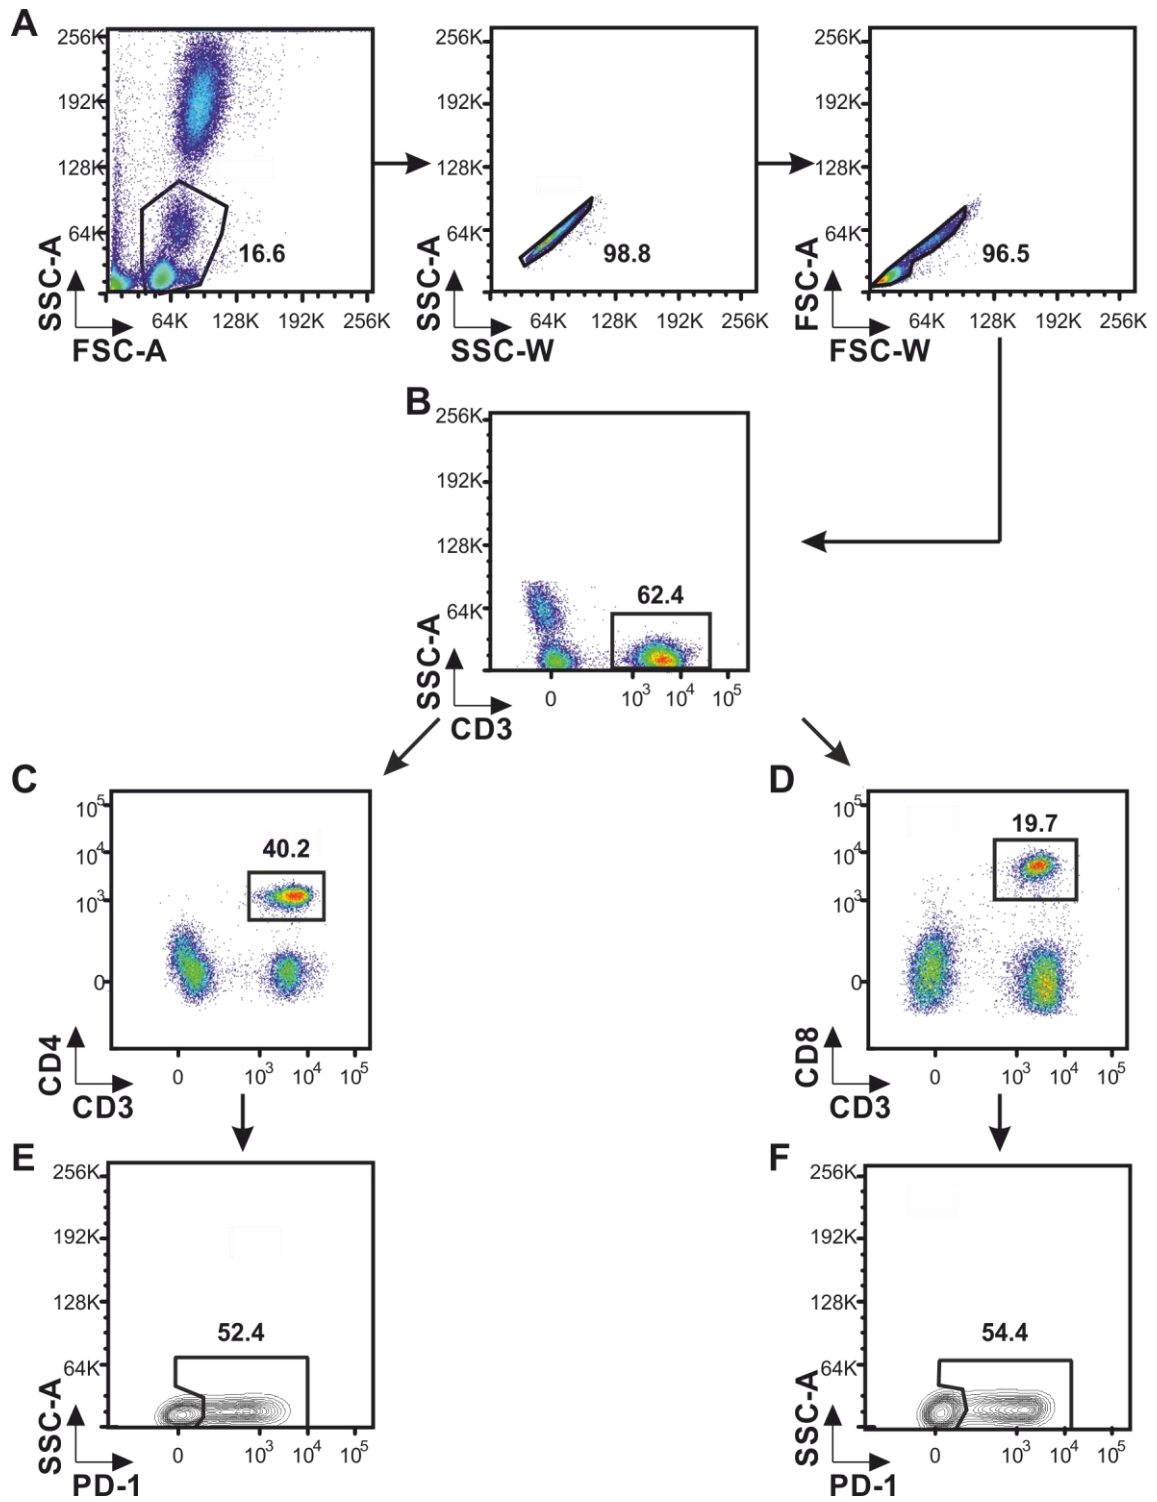 A
256K
192K
128K
64K
SSC-A
16.6
64K 128K 192K 256K
FSC-A
256K
192K
128K
64K
SSC-A
98.8
64K 128K 192K 256K
SSC-W
256K
192K
128K
64K
FSC-A
96.5
64K 128K 192K 256K
FSC-W
B
256K
192K
128K
64K
SSC-A
62.4
0 10³ 10⁴ 10⁵
CD3
C
10⁵
10⁴
10³
0
CD4
40.2
0 10³ 10⁴ 10⁵
CD3
D
10⁵
10⁴
10³
0
CD8
19.7
0 10³ 10⁴ 10⁵
CD3
E
256K
192K
128K
64K
SSC-A
52.4
0 10³ 10⁴ 10⁵
PD-1
F
256K
192K
128K
64K
SSC-A
54.4
0 10³ 10⁴ 10⁵
PD-1